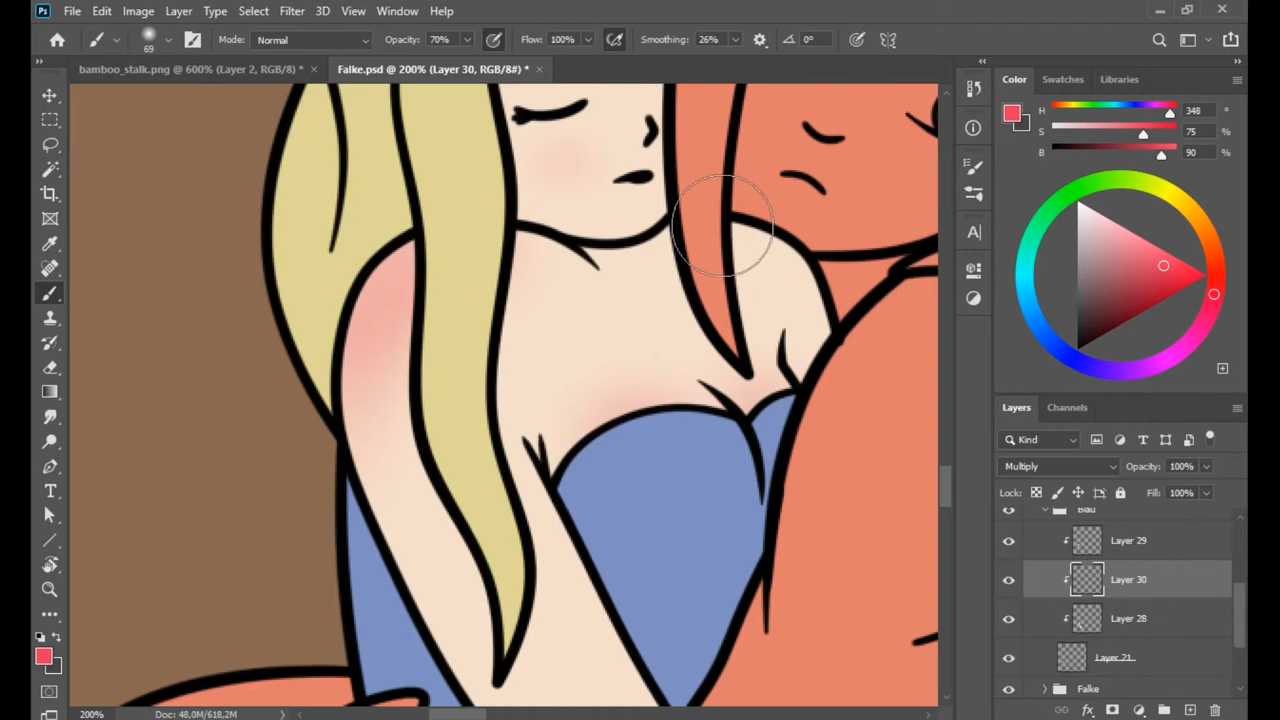 Ps File Edit Image Layer Type Select Filter 3D View Window Help
69 Mode: Normal Opacity: 70% Flow: 100% Smoothing: 26% 0°
bamboo_stalk.png @ 600% (Layer 2, RGB/8) * × Falke.psd @ 200% (Layer 30, RGB/8#) * ×
Color Swatches Libraries
H 348 °
S 75 %
B 90 %
Layers Channels
Kind
Multiply Opacity: 100%
Lock: Fill: 100%
Blau
Layer 29
Layer 30
Layer 28
Layer 21
Falke
200% Doc: 48,0M/618,2M